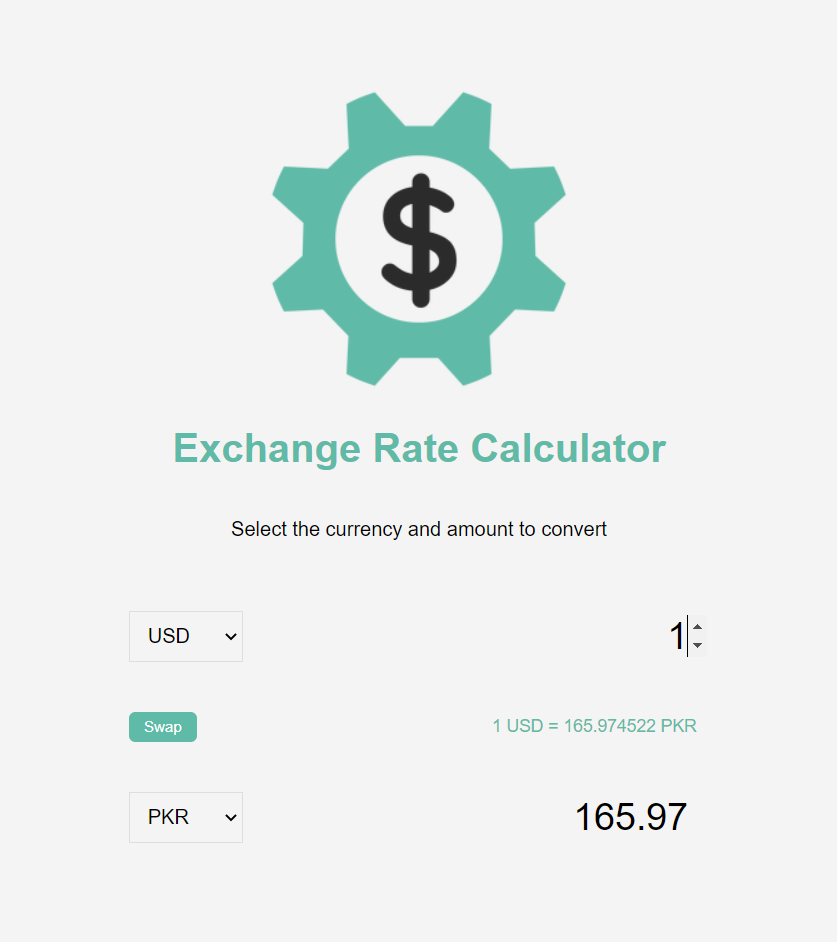 $
Exchange Rate Calculator
Select the currency and amount to convert
USD 1
Swap 1 USD = 165.974522 PKR
PKR 165.97